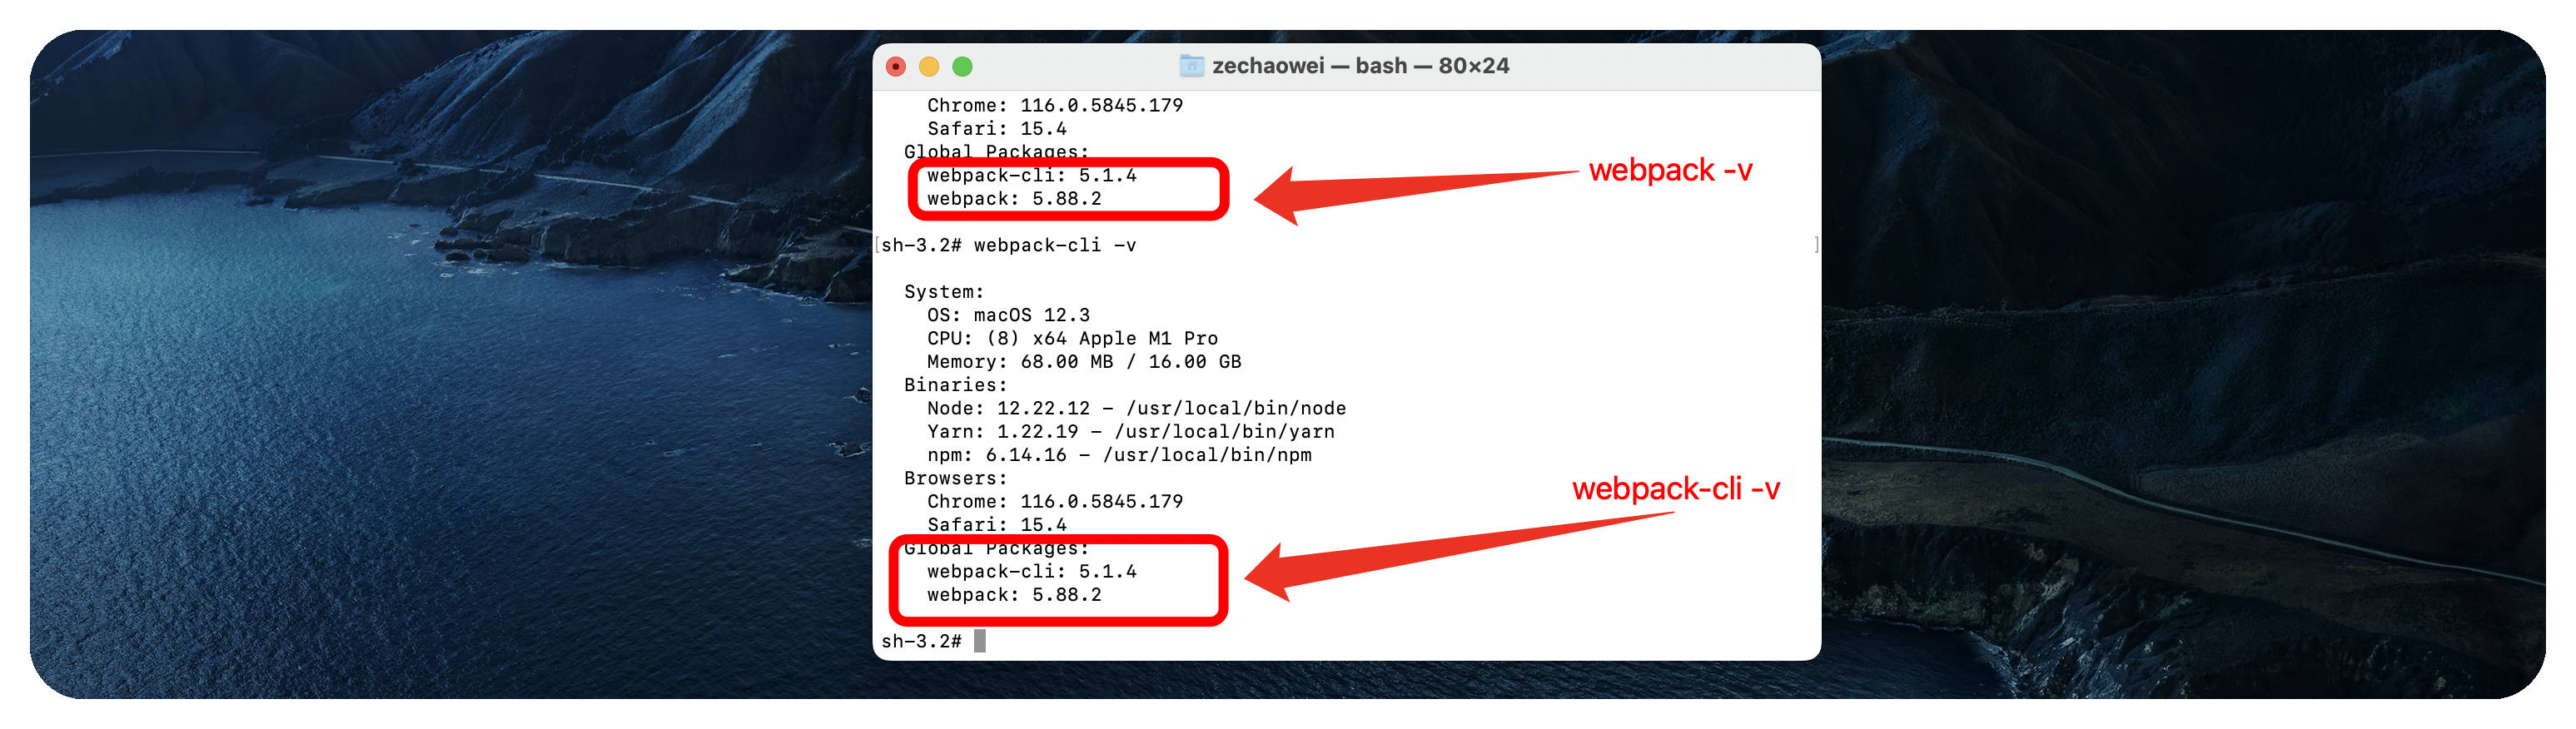 zechaowei — bash — 80×24
Chrome: 116.0.5845.179
Safari: 15.4
Global Packages:
webpack-cli: 5.1.4
webpack: 5.88.2
webpack -v
[sh-3.2# webpack-cli -v ]
System:
OS: macOS 12.3
CPU: (8) x64 Apple M1 Pro
Memory: 68.00 MB / 16.00 GB
Binaries:
Node: 12.22.12 - /usr/local/bin/node
Yarn: 1.22.19 - /usr/local/bin/yarn
npm: 6.14.16 - /usr/local/bin/npm
Browsers:
Chrome: 116.0.5845.179
webpack-cli -v
Safari: 15.4
Global Packages:
webpack-cli: 5.1.4
webpack: 5.88.2
sh-3.2#